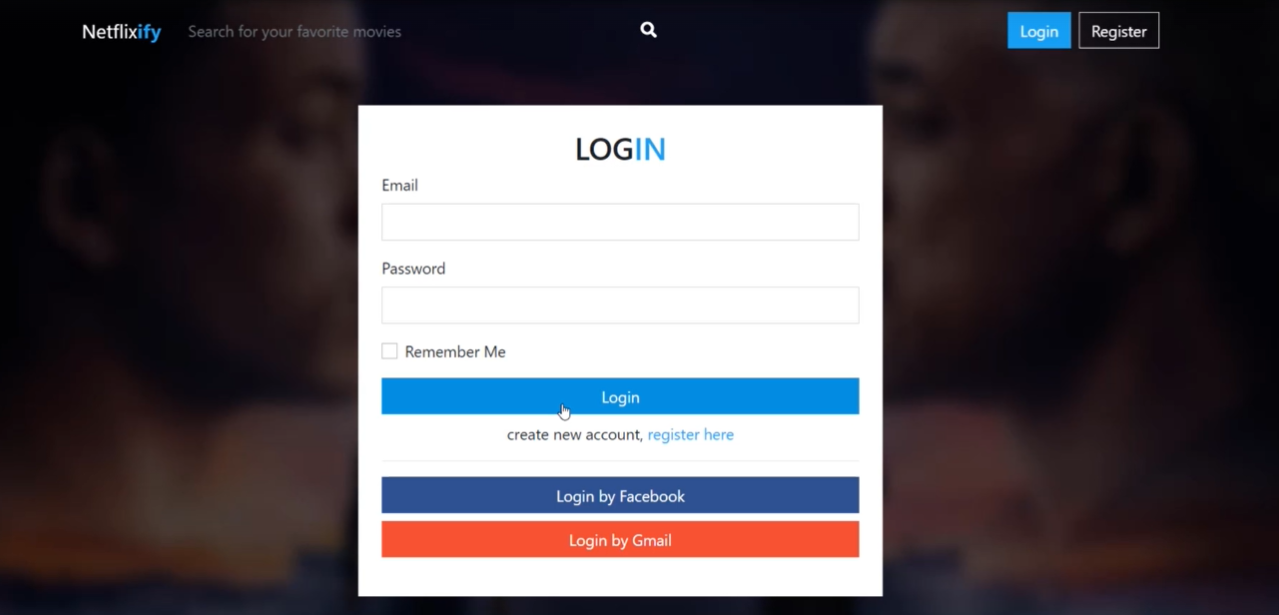 Netflixify Search for your favorite movies Login Register
LOGIN
Email
Password
Remember Me
Login
create new account, register here
Login by Facebook
Login by Gmail